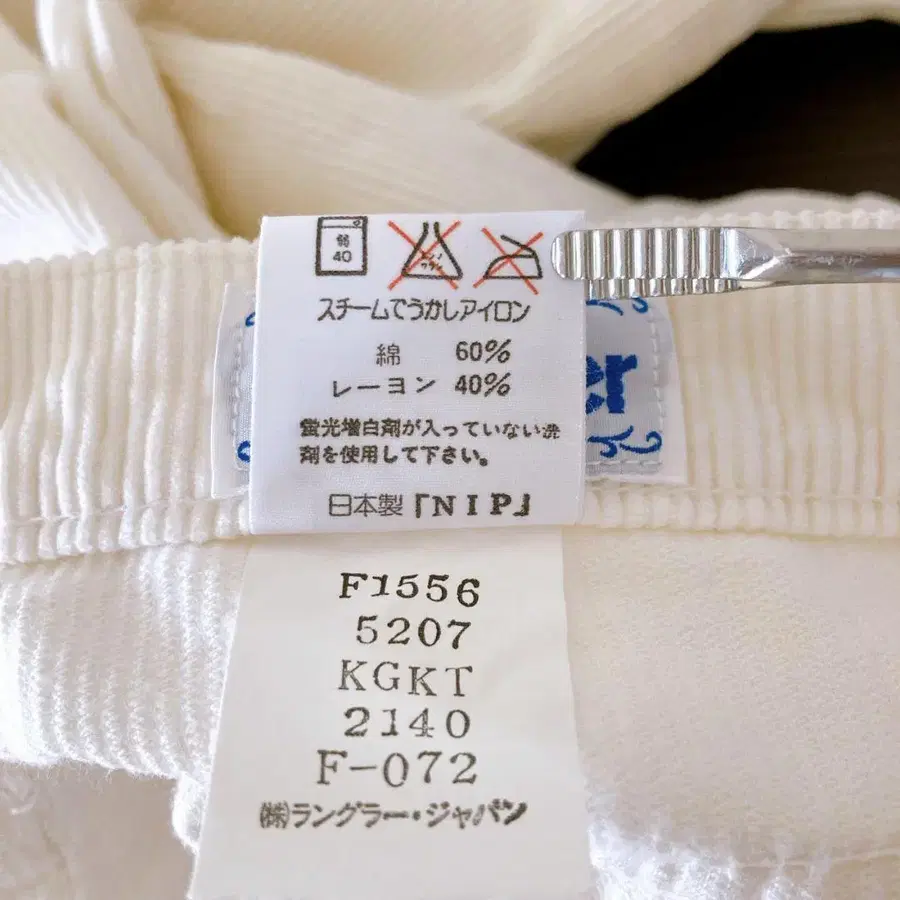 弱
40
スチームでうかしアイロン
綿 60%
レーヨン 40%
蛍光増白剤が入っていない洗
剤を使用して下さい。
日本製「NIP」
F1556
5207
KGKT
2140
F-072
㈱ラングラー・ジャパン